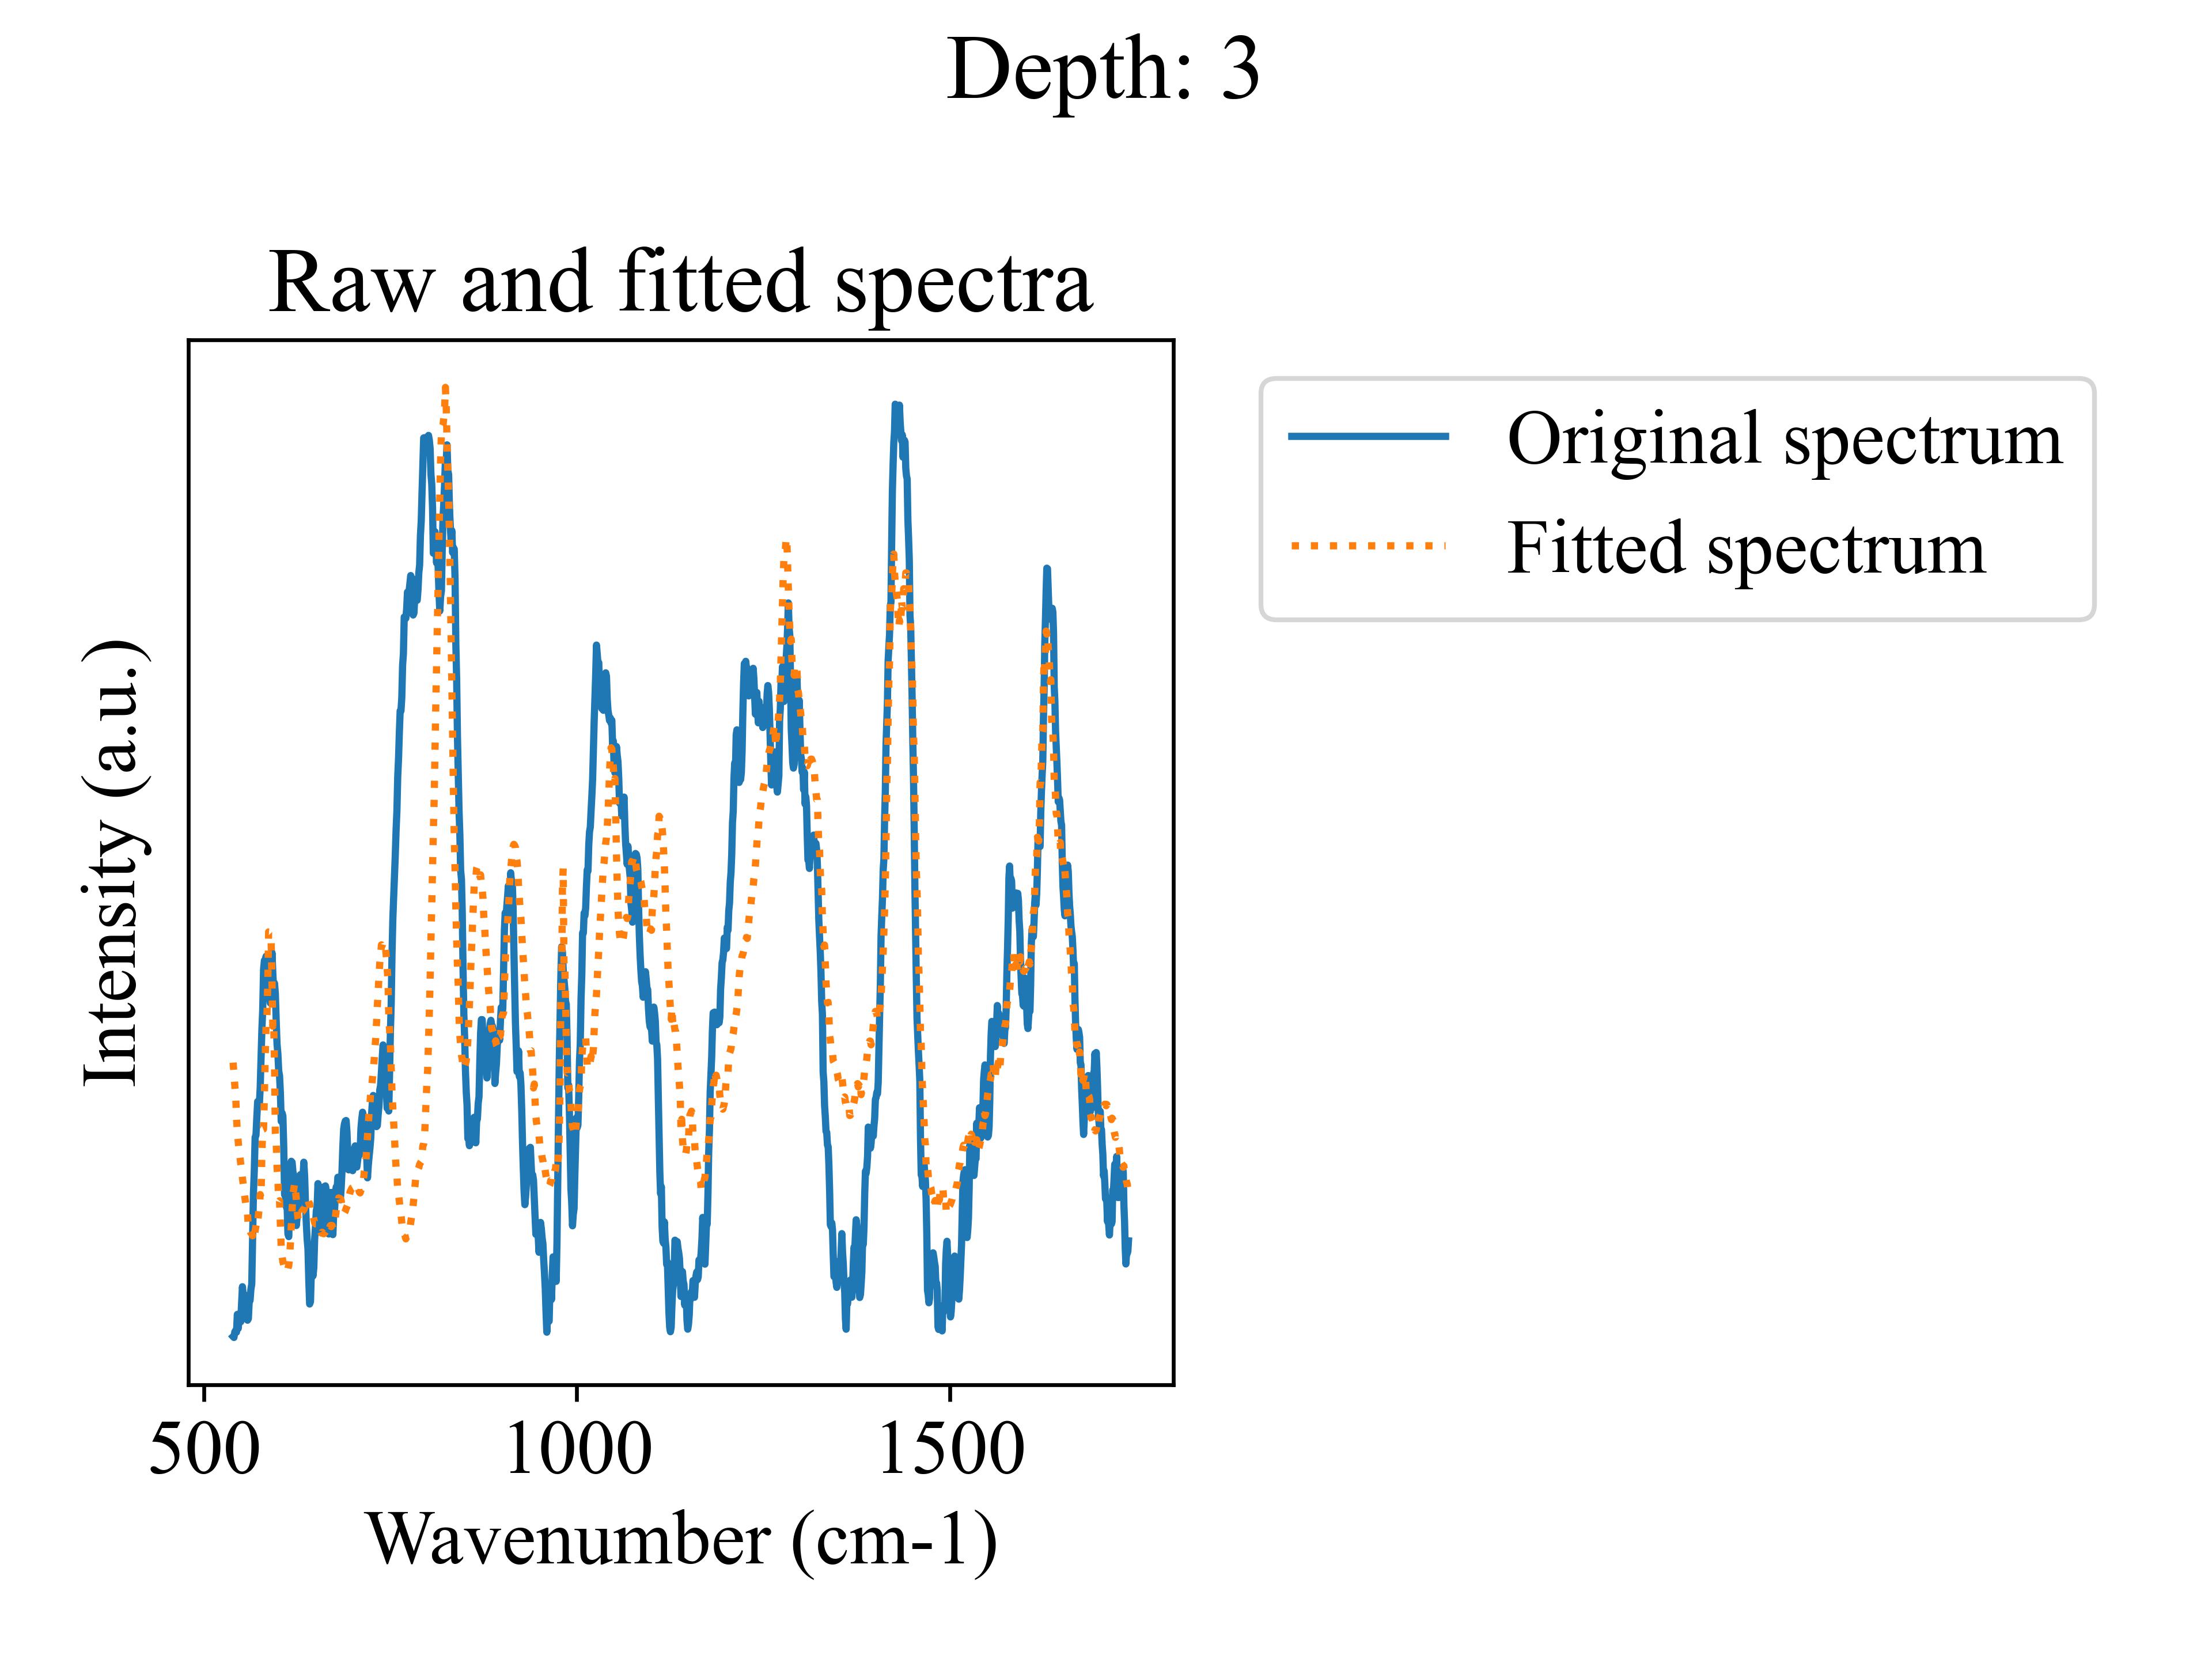 Depth: 3
Raw and fitted spectra
Original spectrum
Fitted spectrum
Intensity (a.u.)
500 1000 1500
Wavenumber (cm-1)